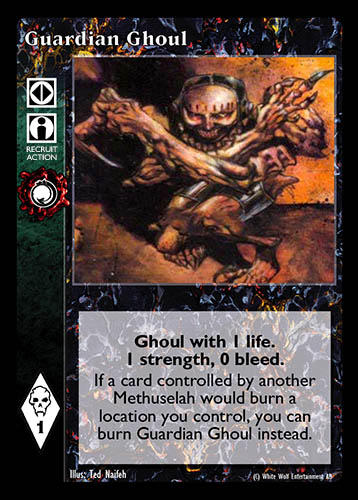 Guardian Ghoul
RECRUIT
ACTION
Ghoul with 1 life.
1 strength, 0 bleed.
If a card controlled by another
Methuselah would burn a
location you control, you can
burn Guardian Ghoul instead.
1
Illus: Ted Naifeh
(C) White Wolf Entertainment AB